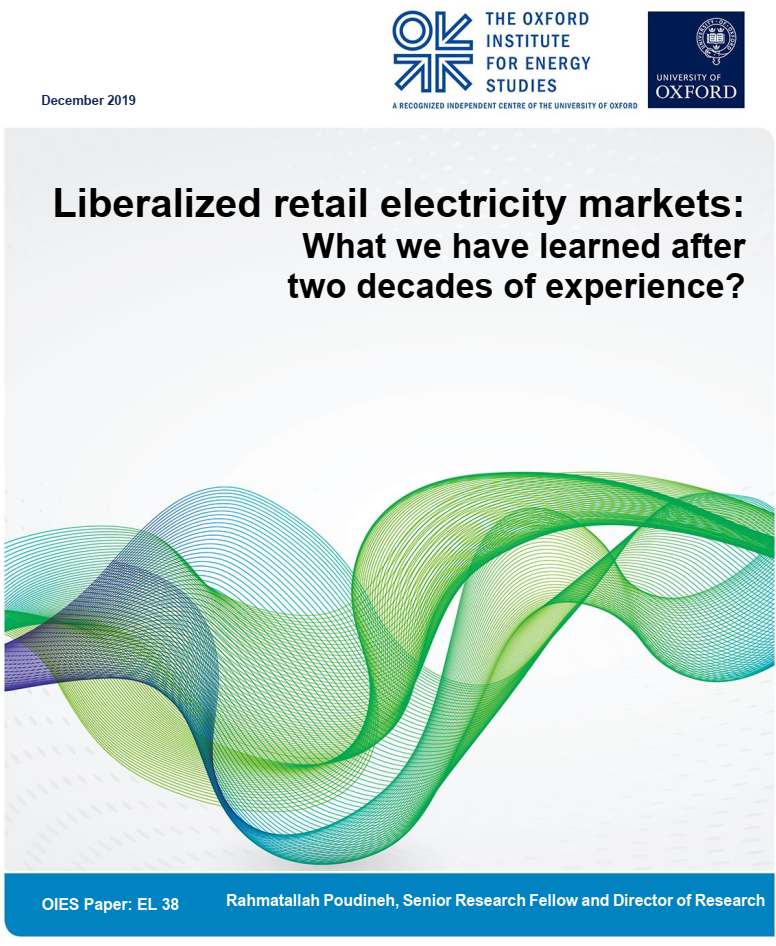 THE OXFORD
INSTITUTE
FOR ENERGY
STUDIES
A RECOGNIZED INDEPENDENT CENTRE OF THE UNIVERSITY OF OXFORD
UNIVERSITY OF
OXFORD
December 2019
Liberalized retail electricity markets:
What we have learned after
two decades of experience?
OIES Paper: EL 38
Rahmatallah Poudineh, Senior Research Fellow and Director of Research